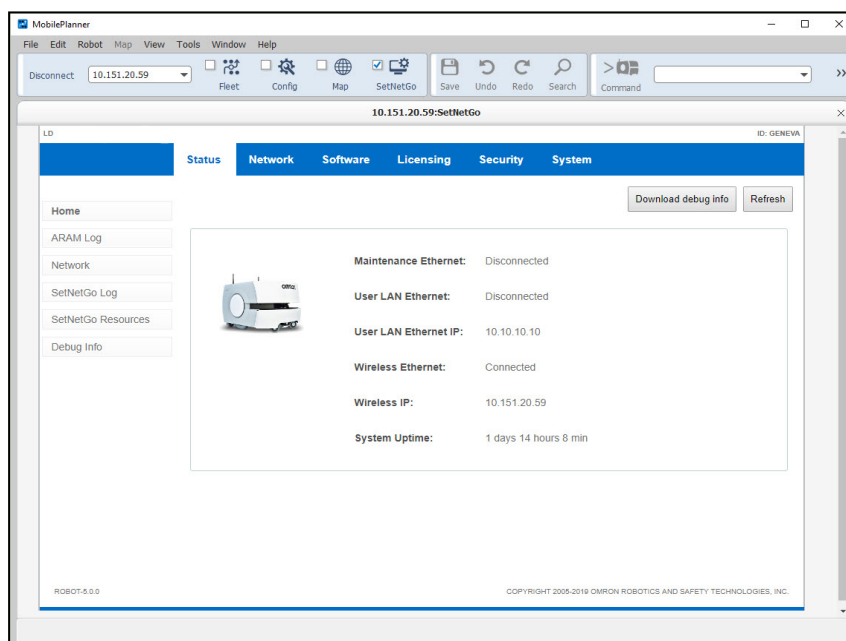 MobilePlanner
File Edit Robot Map View Tools Window Help
Disconnect 10.151.20.59 Fleet Config Map SetNetGo Save Undo Redo Search Command
10.151.20.59:SetNetGo
LD ID: GENEVA
Status Network Software Licensing Security System
Download debug info Refresh
Home
ARAM Log
Network
SetNetGo Log
SetNetGo Resources
Debug Info
omron
Maintenance Ethernet: Disconnected
User LAN Ethernet: Disconnected
User LAN Ethernet IP: 10.10.10.10
Wireless Ethernet: Connected
Wireless IP: 10.151.20.59
System Uptime: 1 days 14 hours 8 min
ROBOT-5.0.0 COPYRIGHT 2005-2019 OMRON ROBOTICS AND SAFETY TECHNOLOGIES, INC.